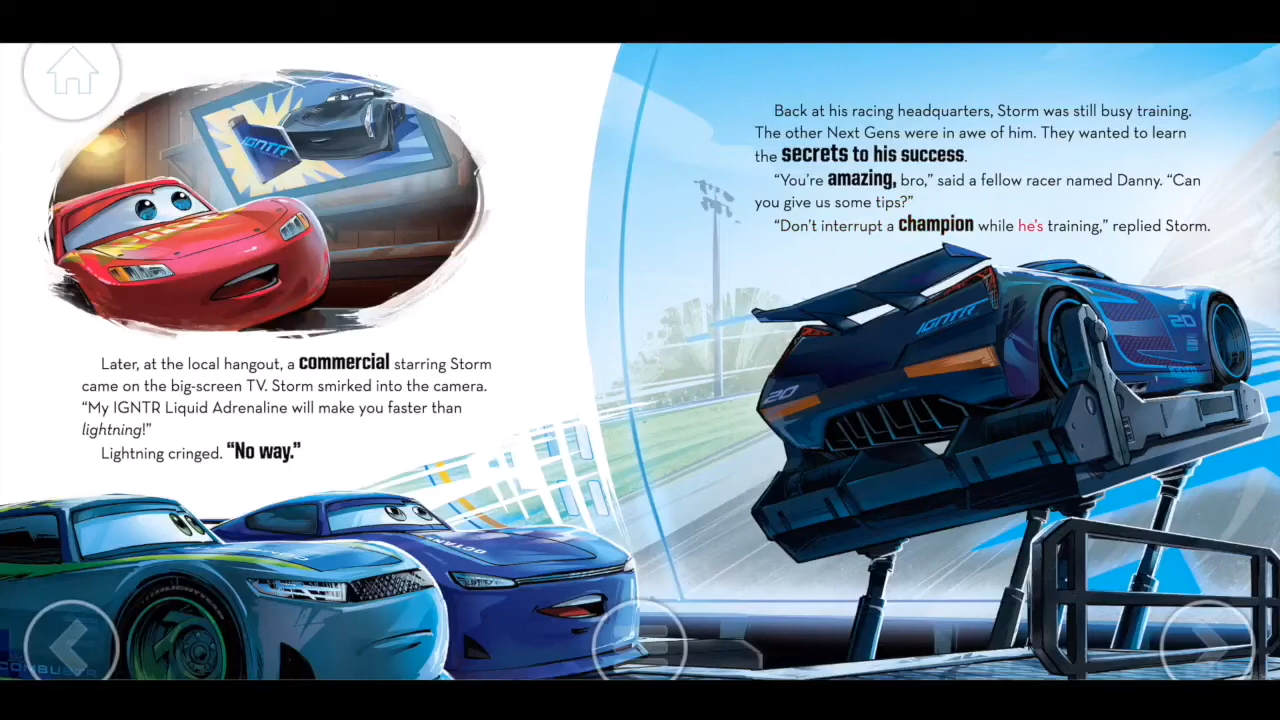 IGNTR
Later, at the local hangout, a commercial starring Storm
came on the big-screen TV. Storm smirked into the camera.
“My IGNTR Liquid Adrenaline will make you faster than
lightning!”
Lightning cringed. “No way.”
Back at his racing headquarters, Storm was still busy training.
The other Next Gens were in awe of him. They wanted to learn
the secrets to his success.
“You’re amazing, bro,” said a fellow racer named Danny. “Can
you give us some tips?”
“Don’t interrupt a champion while he’s training,” replied Storm.
IGNTR
20
20
OCTANE
COMBUSTR